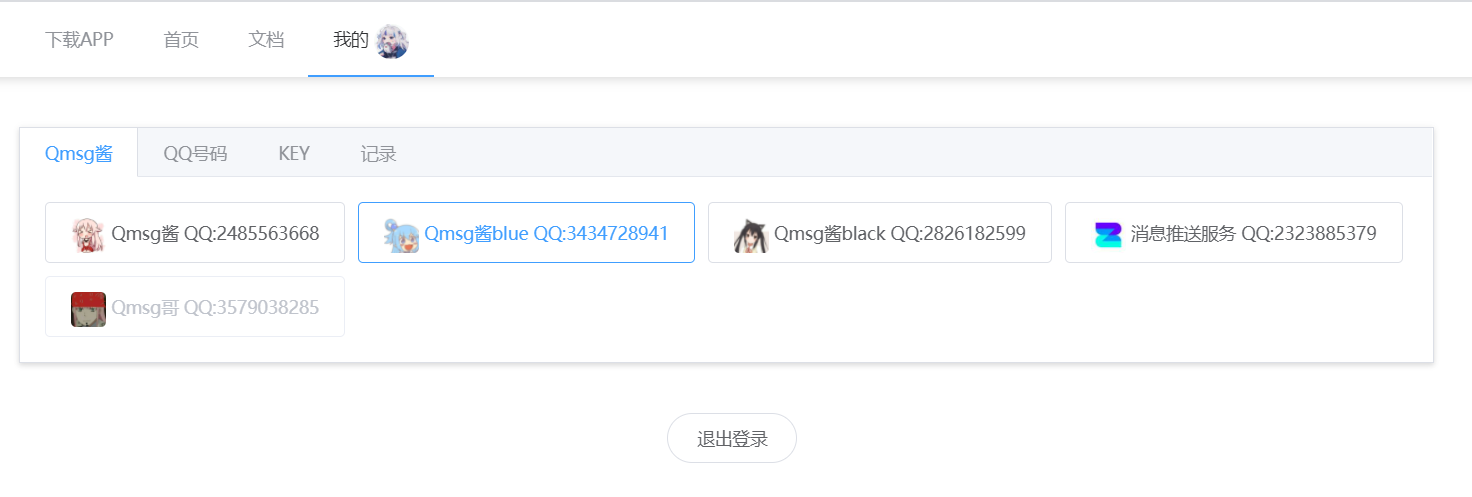 下载APP 首页 文档 我的
Qmsg酱 QQ号码 KEY 记录
Qmsg酱 QQ:2485563668 Qmsg酱blue QQ:3434728941 Qmsg酱black QQ:2826182599 消息推送服务 QQ:2323885379
Qmsg哥 QQ:3579038285
退出登录